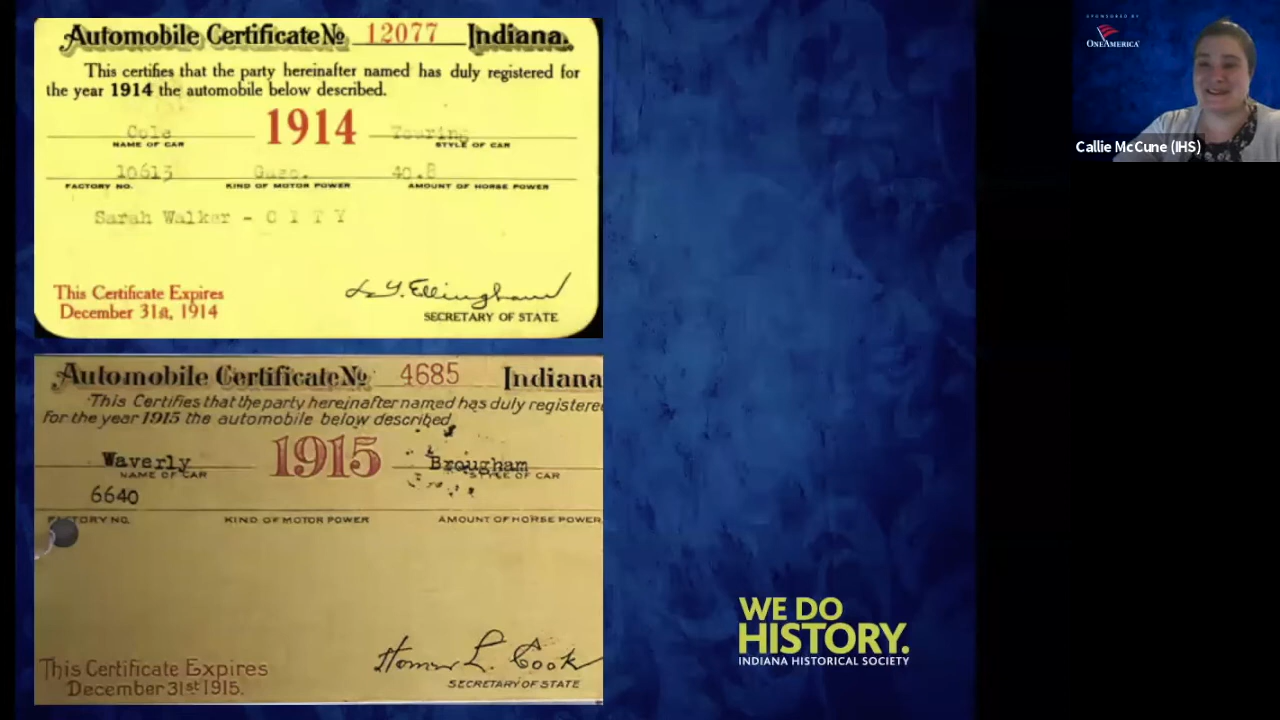 Automobile Certificate No 12077 Indiana.
This certifies that the party hereinafter named has duly registered for
the year 1914 the automobile below described.
Cole 1914 Touring
NAME OF CAR STYLE OF CAR
10613 Gaso. 40.8
FACTORY NO. KIND OF MOTOR POWER AMOUNT OF HORSE POWER
Sarah Walker - C I T Y
This Certificate Expires
December 31st, 1914
L. G. Ellingham
SECRETARY OF STATE
Automobile Certificate No 4685 Indiana
This Certifies that the party hereinafter named has duly registere
for the year 1915 the automobile below described
Waverly 1915 Brougham
NAME OF CAR STYLE OF CAR
6640
FACTORY NO. KIND OF MOTOR POWER AMOUNT OF HORSE POWER
Homer L. Cook
This Certificate Expires
December 31st 1915.
SECRETARY OF STATE
WE DO
HISTORY.
INDIANA HISTORICAL SOCIETY
SPONSORED BY
ONEAMERICA
Callie McCune (IHS)